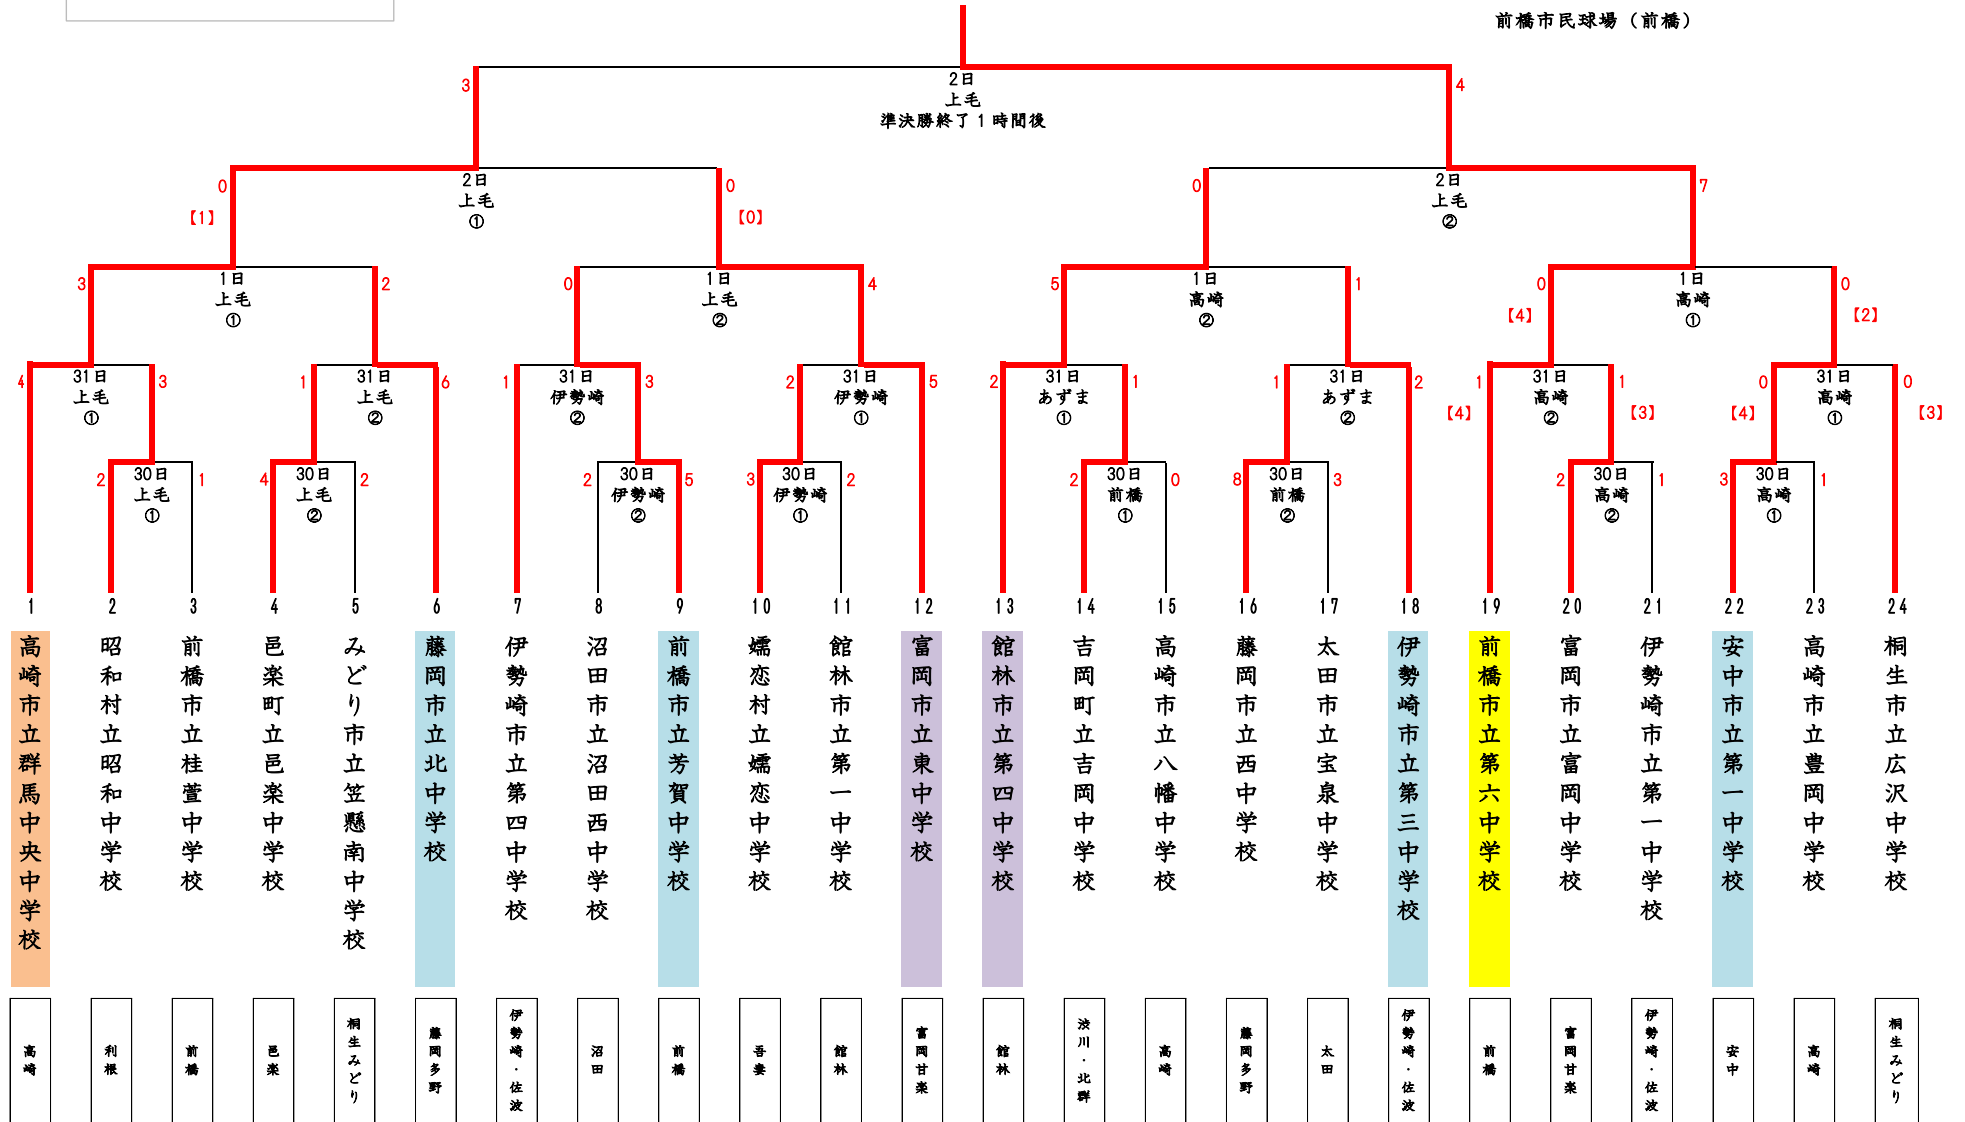 前橋市民球場（前橋）
3
2日
上毛
準決勝終了1時間後
4
0
【1】
2日
上毛
①
0
【0】
0
2日
上毛
②
7
3
1日
上毛
①
2
0
1日
上毛
②
4
5
1日
高崎
②
1
0
【4】
1日
高崎
①
0
【2】
4
31日
上毛
①
3
1
31日
上毛
②
6
1
31日
伊勢崎
②
3
2
31日
伊勢崎
①
5
2
31日
あずま
①
1
1
31日
あずま
②
2
1
【4】
31日
高崎
②
1
【3】
0
【4】
31日
高崎
①
0
【3】
2
30日
上毛
①
1
4
30日
上毛
②
2
2
30日
伊勢崎
②
5
3
30日
伊勢崎
①
2
2
30日
前橋
①
0
8
30日
前橋
②
3
2
30日
高崎
②
1
3
30日
高崎
①
1
1
高崎市立群馬中央中学校
高崎
2
昭和村立昭和中学校
利根
3
前橋市立桂萱中学校
前橋
4
邑楽町立邑楽中学校
邑楽
5
みどり市立笠懸南中学校
桐生みどり
6
藤岡市立北中学校
藤岡多野
7
伊勢崎市立第四中学校
伊勢崎・佐波
8
沼田市立沼田西中学校
沼田
9
前橋市立芳賀中学校
前橋
10
嬬恋村立嬬恋中学校
吾妻
11
館林市立第一中学校
館林
12
富岡市立東中学校
富岡甘楽
13
館林市立第四中学校
館林
14
吉岡町立吉岡中学校
渋川・北群
15
高崎市立八幡中学校
高崎
16
藤岡市立西中学校
藤岡多野
17
太田市立宝泉中学校
太田
18
伊勢崎市立第三中学校
伊勢崎・佐波
19
前橋市立第六中学校
前橋
20
富岡市立富岡中学校
富岡甘楽
21
伊勢崎市立第一中学校
伊勢崎・佐波
22
安中市立第一中学校
安中
23
高崎市立豊岡中学校
高崎
24
桐生市立広沢中学校
桐生みどり